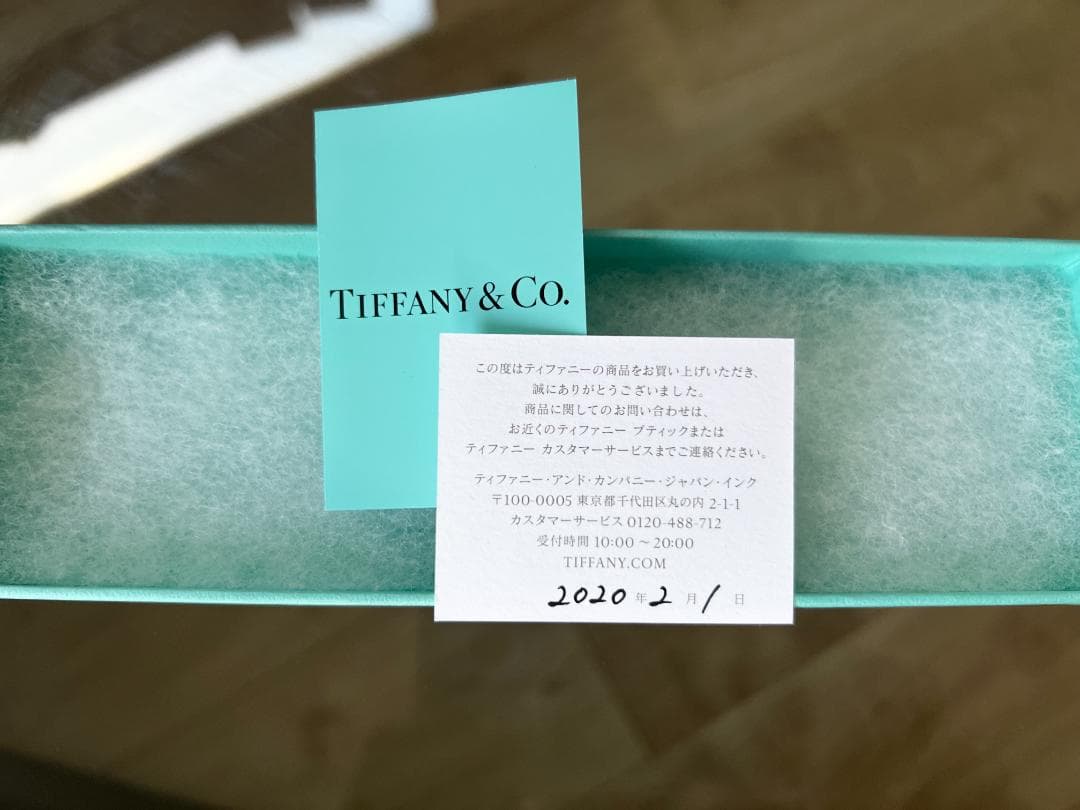 TIFFANY & CO.
この度はティファニーの商品をお買い上げいただき、
誠にありがとうございました。
商品に関してのお問い合わせは、
お近くのティファニー ブティックまたは
ティファニー カスタマーサービスまでご連絡ください。
ティファニー・アンド・カンパニー・ジャパン・インク
〒100-0005 東京都千代田区丸の内 2-1-1
カスタマーサービス 0120-488-712
受付時間 10:00 ～ 20:00
TIFFANY.COM
2020 年 2 月 1 日